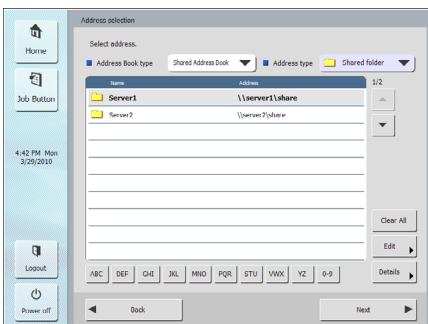 Address selection
Home
Select address.
Address Book type
Shared Address Book
Address type
Shared folder
Name
Address
1/2
Server1
\\server1\share
Server2
\\server2\share
Job Button
4:42 PM Mon
3/29/2010
Clear All
Edit
Details
Logout
ABC
DEF
GHI
JKL
MNO
PQR
STU
VWX
YZ
0-9
Power off
Back
Next